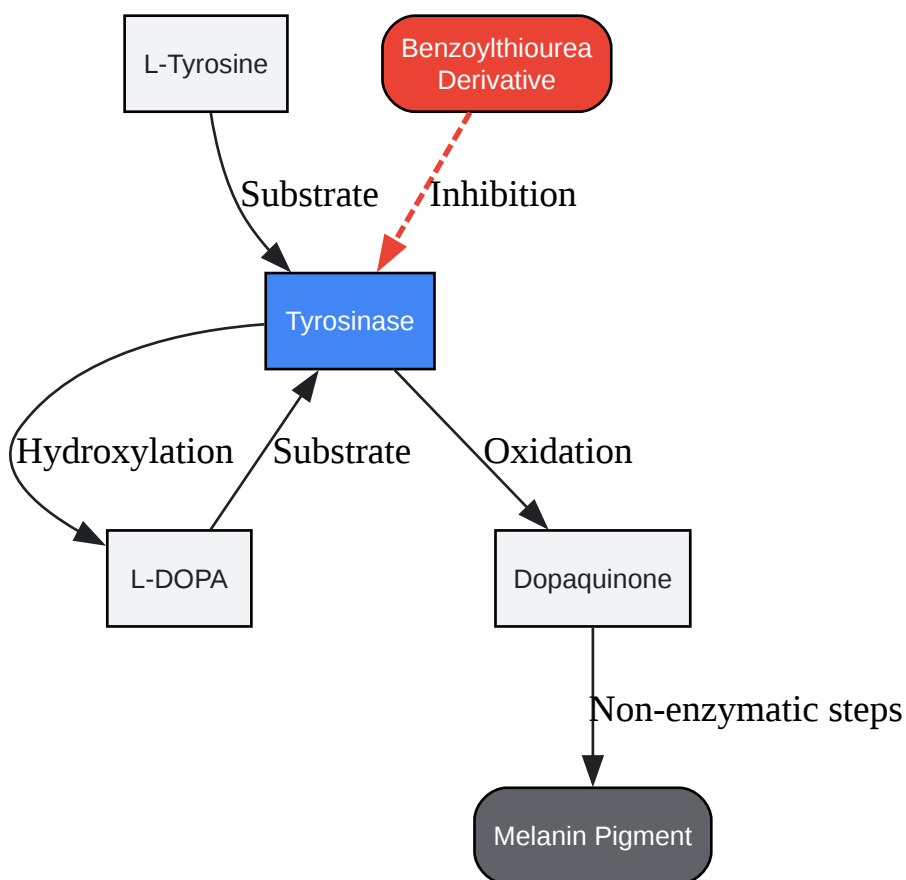 L-Tyrosine
Benzoylthiourea
Derivative
Substrate
Inhibition
Tyrosinase
Hydroxylation
Substrate
Oxidation
L-DOPA
Dopaquinone
Non-enzymatic steps
Melanin Pigment